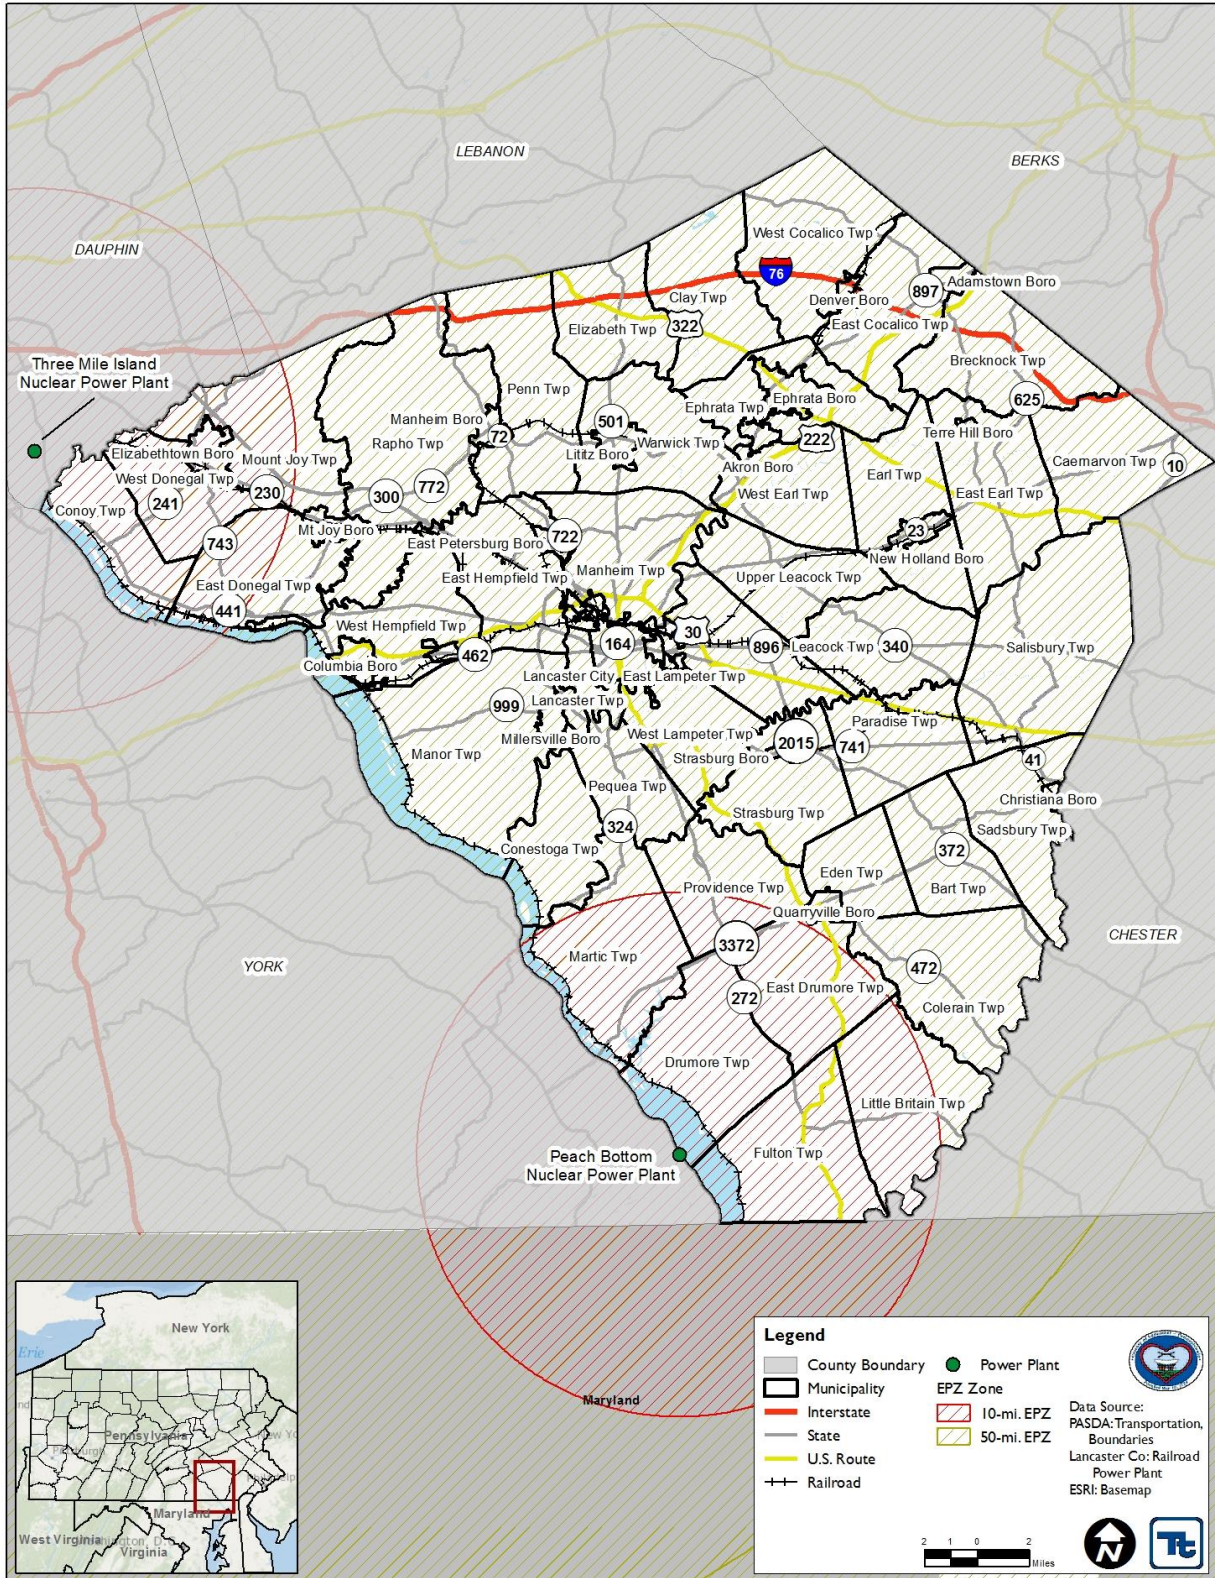 LEBANON
BERKS
DAUPHIN
West Cocalico Twp
76
Clay Twp
Denver Boro
897
Adamstown Boro
Elizabeth Twp
322
East Cocalico Twp
Brecknock Twp
Three Mile Island
Nuclear Power Plant
Penn Twp
Ephrata Twp
Ephrata Boro
625
Manheim Boro
72
501
Rapho Twp
Warwick Twp
222
Terre Hill Boro
Elizabethtown Boro
Mount Joy Twp
Lititz Boro
Akron Boro
Caernarvon Twp
10
West Donegal Twp
241
230
300
772
West Earl Twp
Earl Twp
East Earl Twp
Conoy Twp
Mt Joy Boro
743
East Petersburg Boro
722
23
New Holland Boro
East Hempfield Twp
Manheim Twp
Upper Leacock Twp
East Donegal Twp
441
West Hempfield Twp
462
164
30
896
Leacock Twp
340
Salisbury Twp
Columbia Boro
Lancaster City
East Lampeter Twp
999
Lancaster Twp
Manor Twp
Millersville Boro
West Lampeter Twp
2015
Paradise Twp
741
Strasburg Boro
41
Pequea Twp
Christiana Boro
324
Strasburg Twp
Sadsbury Twp
Conestoga Twp
372
Eden Twp
Bart Twp
Providence Twp
Quarryville Boro
CHESTER
YORK
Martic Twp
3372
472
272
East Drumore Twp
Colerain Twp
Drumore Twp
Little Britain Twp
Peach Bottom
Nuclear Power Plant
Fulton Twp
Maryland
New York
Erie
Pennsylvania
Pittsburgh
Maryland
West Virginia
Virginia
Legend
County Boundary
Municipality
Interstate
State
U.S. Route
Railroad
Power Plant
EPZ Zone
10-mi. EPZ
50-mi. EPZ
Data Source:
PASDA: Transportation,
Boundaries
Lancaster Co: Railroad
Power Plant
ESRI: Basemap
2 1 0 2
Miles
N
Tt